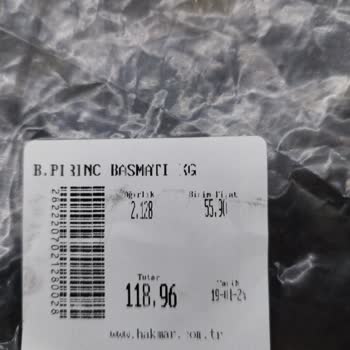 B.PIRINC BASMATI KG
Ağırlık Birim Fiyat
2.128 55.90
Tutar Tarih
118.96 19-01-24
www.hakmar.com.tr